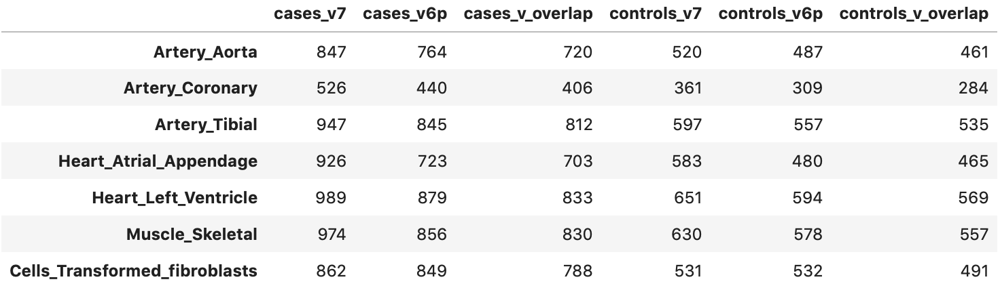 cases_v7 cases_v6p cases_v_overlap controls_v7 controls_v6p controls_v_overlap
Artery_Aorta 847 764 720 520 487 461
Artery_Coronary 526 440 406 361 309 284
Artery_Tibial 947 845 812 597 557 535
Heart_Atrial_Appendage 926 723 703 583 480 465
Heart_Left_Ventricle 989 879 833 651 594 569
Muscle_Skeletal 974 856 830 630 578 557
Cells_Transformed_fibroblasts 862 849 788 531 532 491